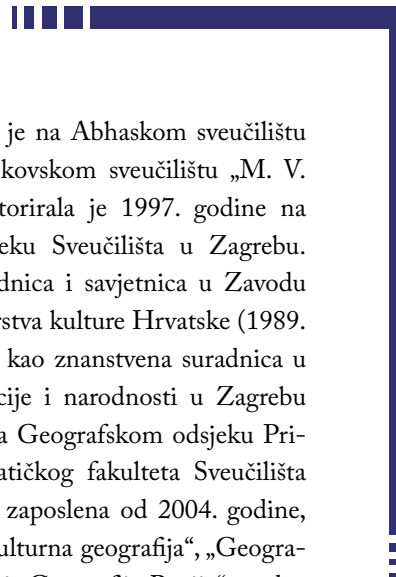 je na Abhaskom sveučilištu
kovskom sveučilištu „M. V.
torirala je 1997. godine na
eku Sveučilišta u Zagrebu.
dnica i savjetnica u Zavodu
rstva kulture Hrvatske (1989.
kao znanstvena suradnica u
cije i narodnosti u Zagrebu
a Geografskom odsjeku Pri-
atičkog fakulteta Sveučilišta
zaposlena od 2004. godine,
ulturna geografija“, „Geogra-